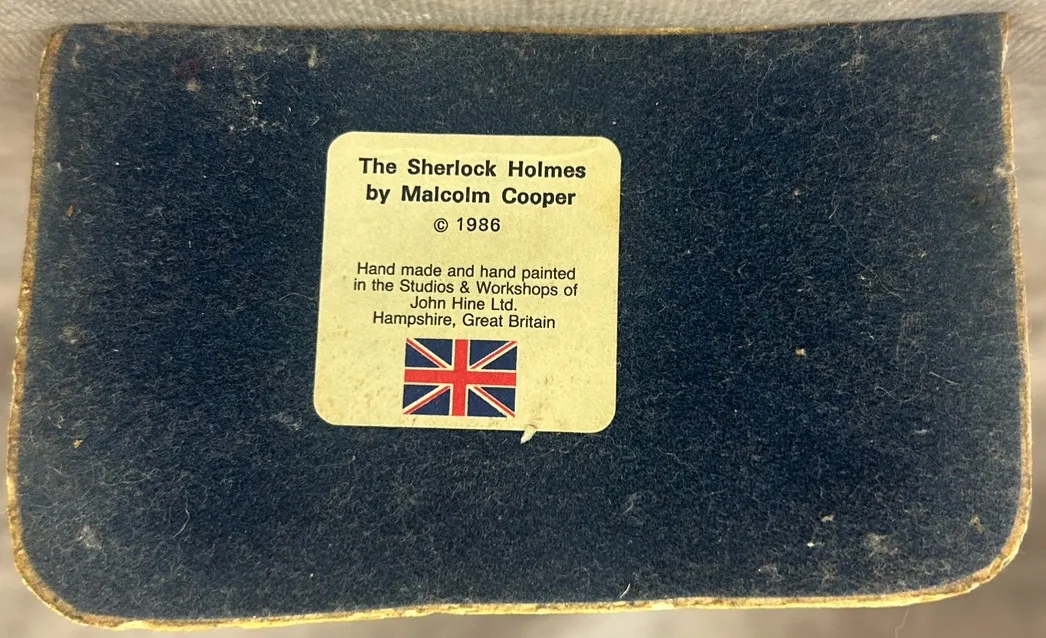 The Sherlock Holmes
by Malcolm Cooper
© 1986
Hand made and hand painted
in the Studios & Workshops of
John Hine Ltd.
Hampshire, Great Britain